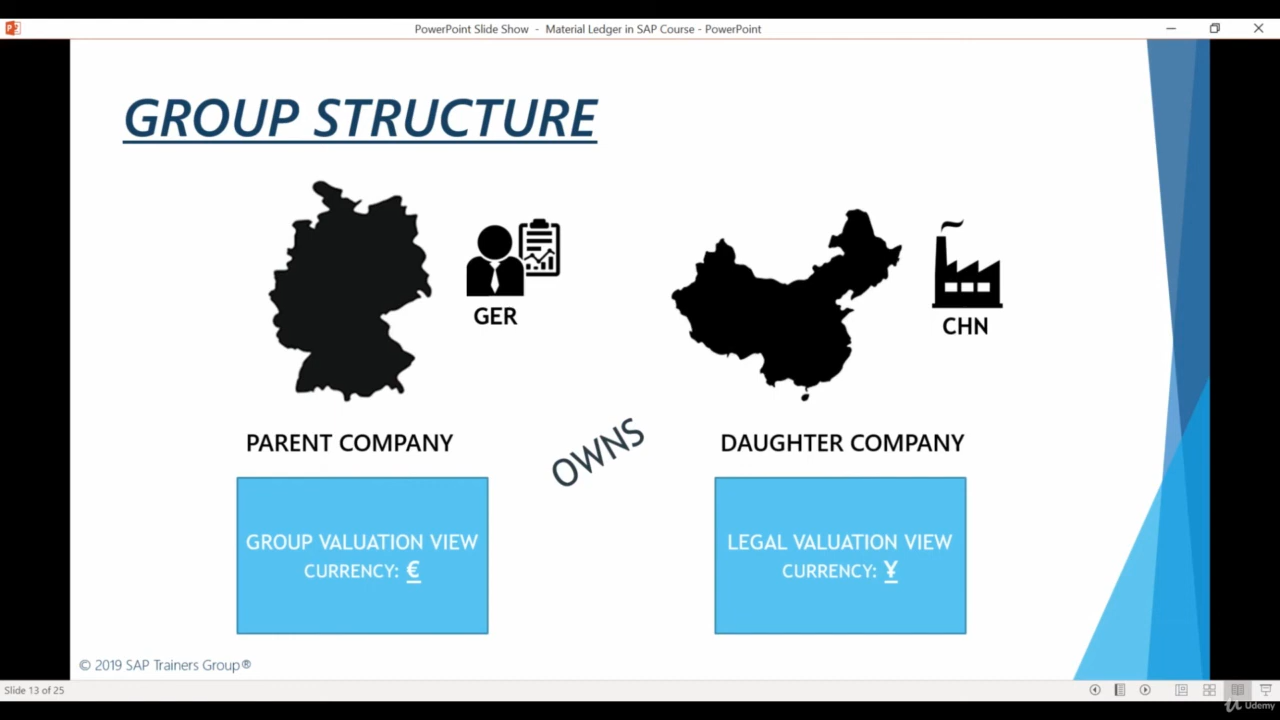 PowerPoint Slide Show - Material Ledger in SAP Course - PowerPoint
GROUP STRUCTURE
GER
CHN
PARENT COMPANY
OWNS
DAUGHTER COMPANY
GROUP VALUATION VIEW
CURRENCY: €
LEGAL VALUATION VIEW
CURRENCY: ¥
© 2019 SAP Trainers Group®
Slide 13 of 25
Udemy